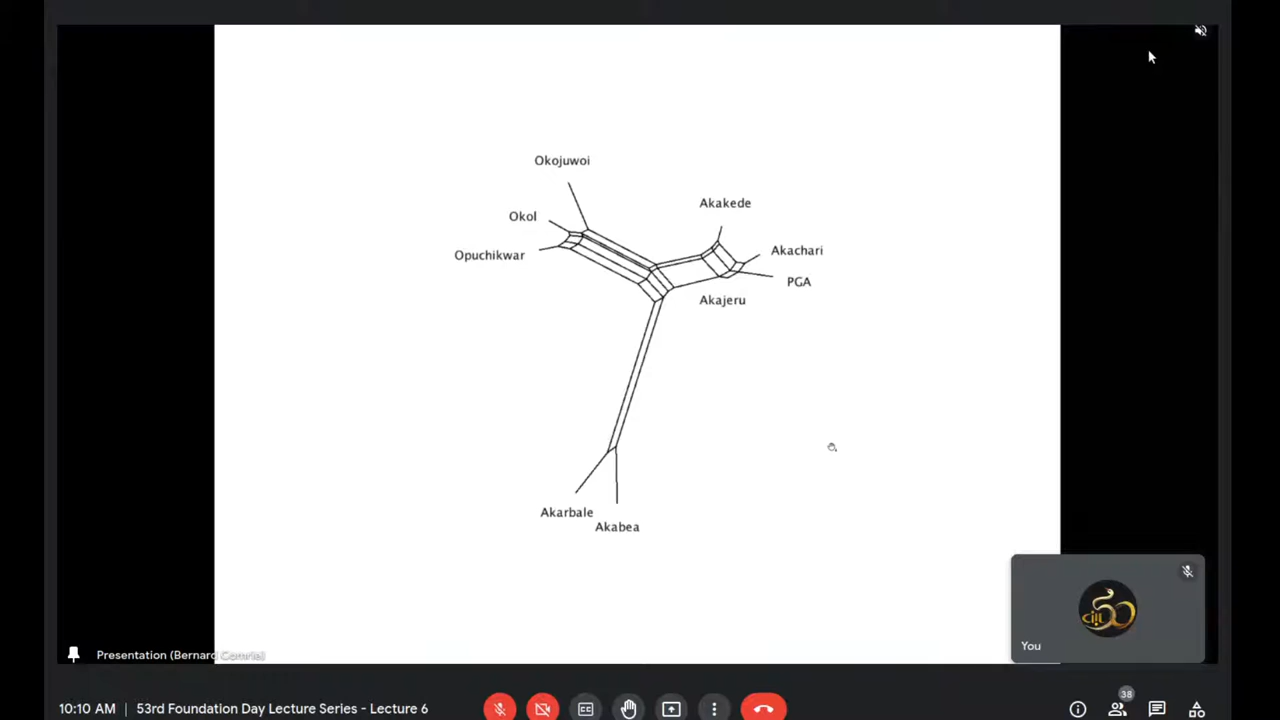 Okojuwoi
Akakede
Okol
Akachari
Opuchikwar
PGA
Akajeru
Akarbale
Akabea
You
Presentation (Bernard Comrie)
10:10 AM | 53rd Foundation Day Lecture Series - Lecture 6
38